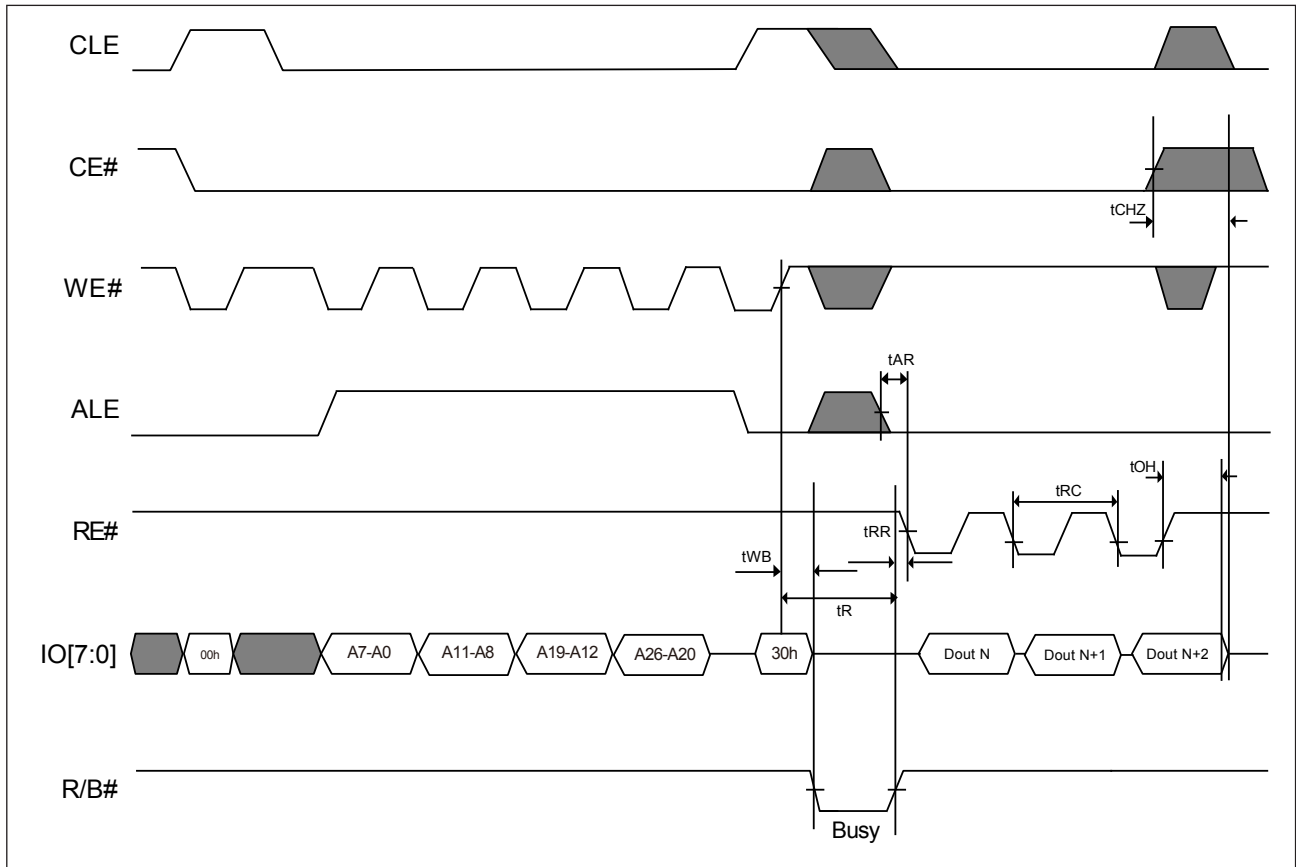 CLE
CE#
tCHZ
WE#
tAR
ALE
tOH
tRC
RE#
tRR
tWB
tR
IO[7:0]
00h
A7-A0
A11-A8
A19-A12
A26-A20
30h
Dout N
Dout N+1
Dout N+2
R/B#
Busy